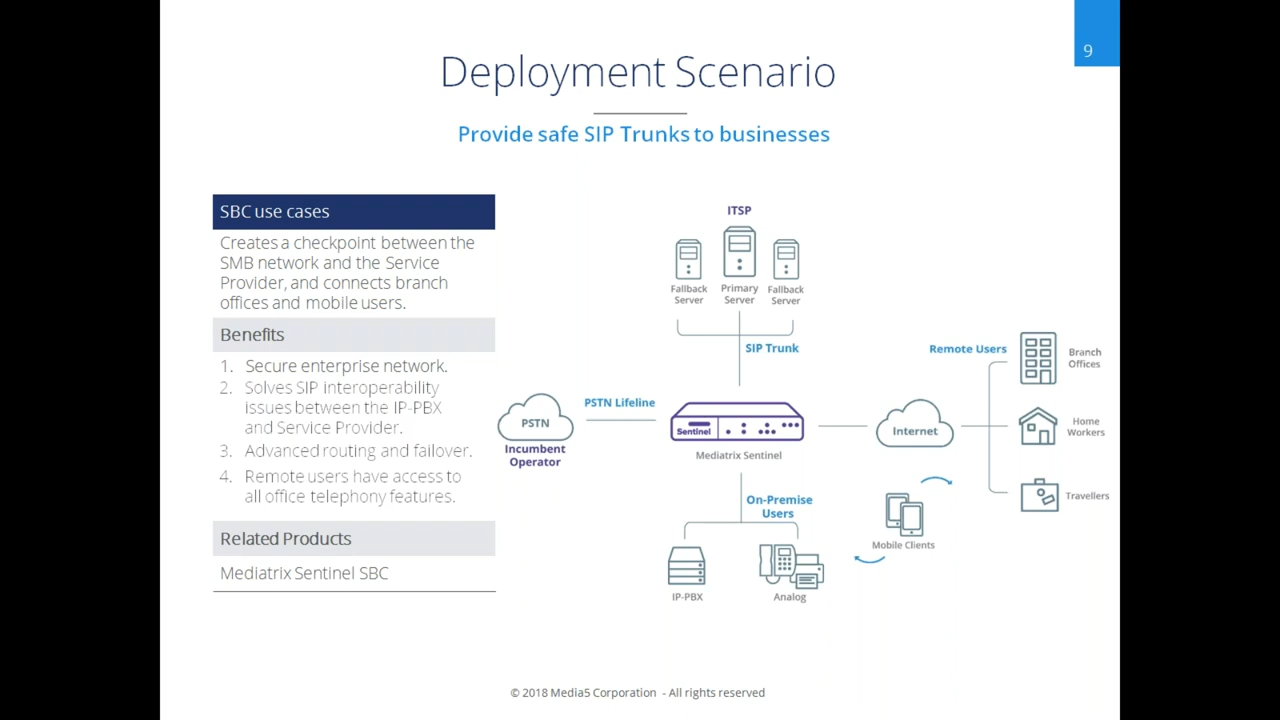 9
Deployment Scenario
Provide safe SIP Trunks to businesses
SBC use cases
Creates a checkpoint between the
SMB network and the Service
Provider, and connects branch
offices and mobile users.
Benefits
1. Secure enterprise network.
2. Solves SIP interoperability
issues between the IP-PBX
and Service Provider.
3. Advanced routing and failover.
4. Remote users have access to
all office telephony features.
Related Products
Mediatrix Sentinel SBC
ITSP
Fallback
Server
Primary
Server
Fallback
Server
SIP Trunk
PSTN Lifeline
PSTN
Incumbent
Operator
Sentinel
Mediatrix Sentinel
Internet
Remote Users
Branch
Offices
Home
Workers
Travellers
On-Premise
Users
Mobile Clients
IP-PBX
Analog
© 2018 Media5 Corporation - All rights reserved